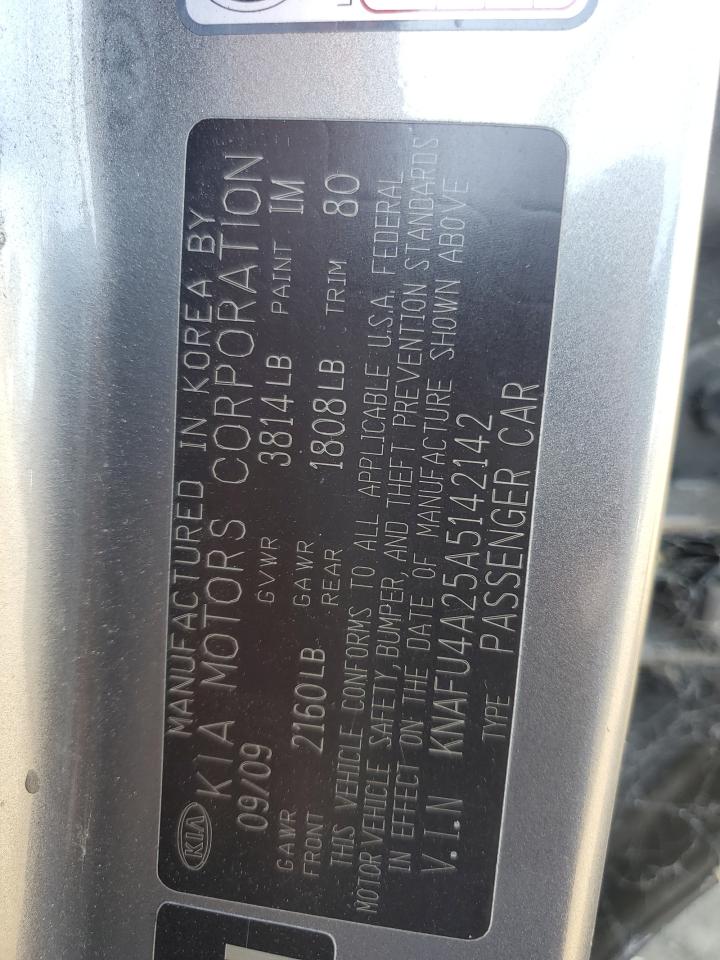 MANUFACTURED IN KOREA BY
KIA KIA MOTORS CORPORATION
09/09 GVWR 3814LB PAINT IM
GAWR FRONT 2160LB GAWR REAR 1808LB TRIM 80
THIS VEHICLE CONFORMS TO ALL APPLICABLE U.S.A. FEDERAL
MOTOR VEHICLE SAFETY, BUMPER, AND THEFT PREVENTION STANDARDS
IN EFFECT ON THE DATE OF MANUFACTURE SHOWN ABOVE
V.I.N KNAFU4A25A5142142
TYPE PASSENGER CAR